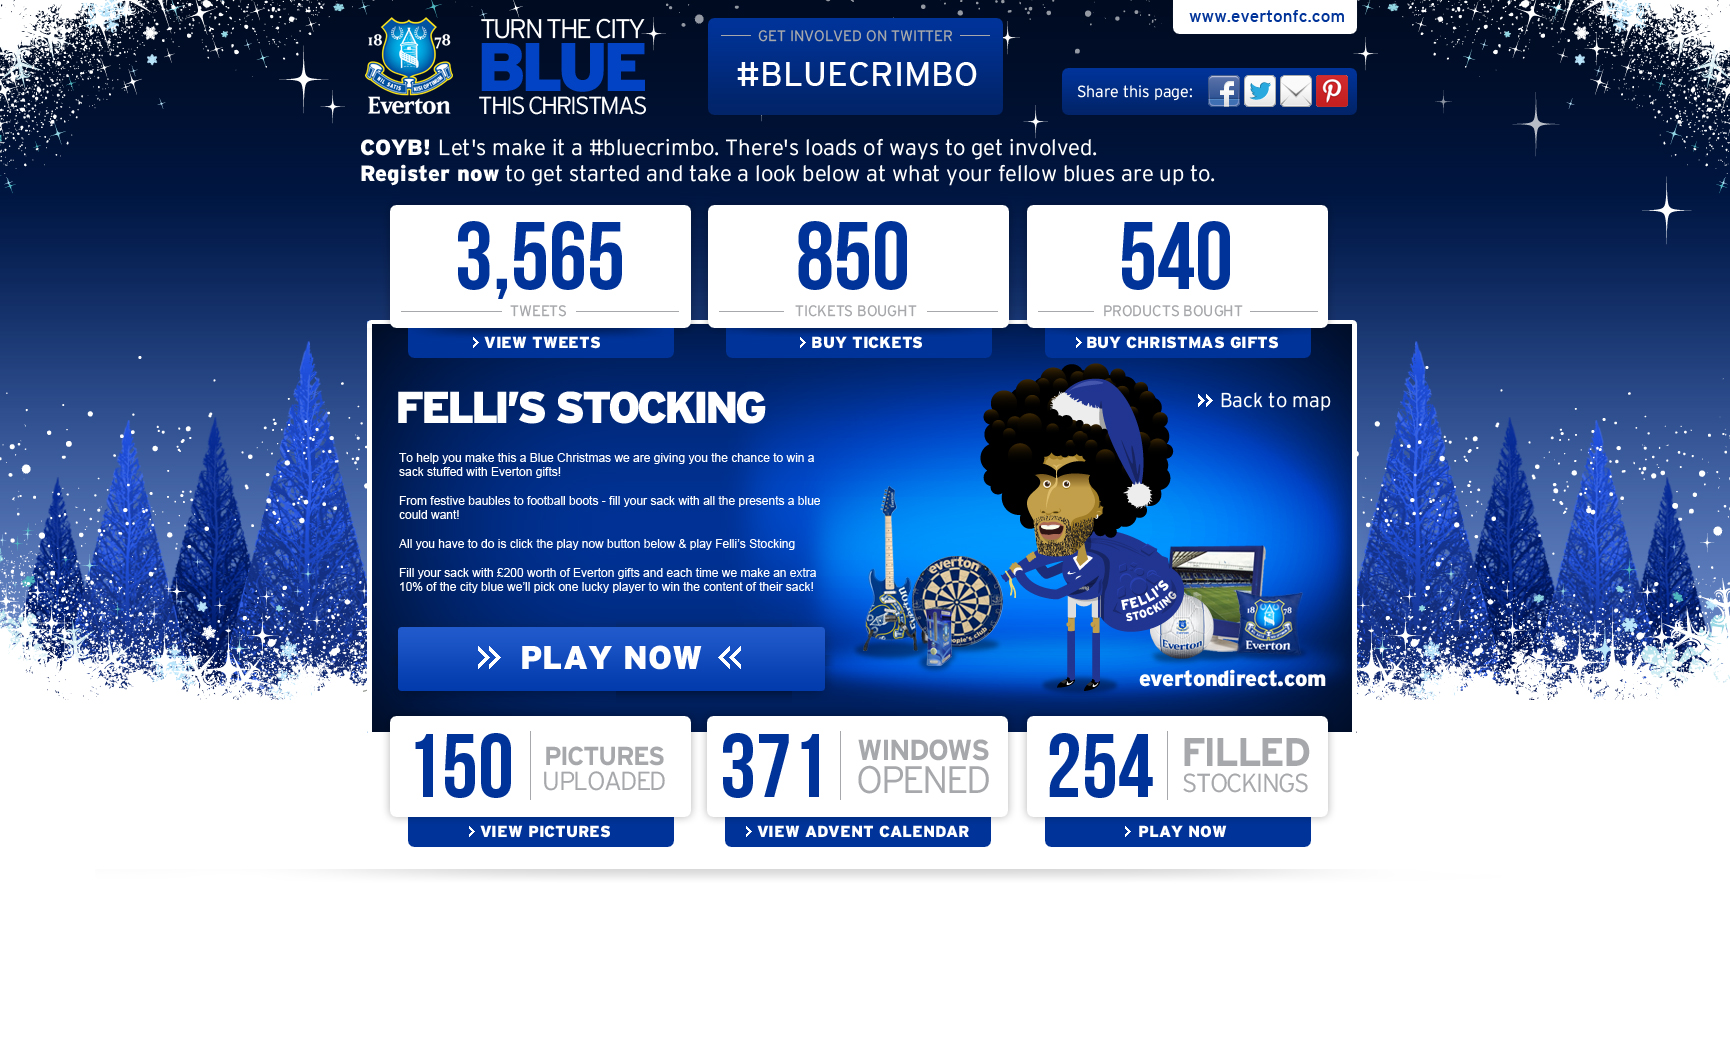 18 78
NIL SATIS NISI OPTIMUM
Everton
TURN THE CITY
BLUE
THIS CHRISTMAS
GET INVOLVED ON TWITTER
#BLUECRIMBO
www.evertonfc.com
Share this page:
COYB! Let's make it a #bluecrimbo. There's loads of ways to get involved.
Register now to get started and take a look below at what your fellow blues are up to.
3,565
TWEETS
VIEW TWEETS
850
TICKETS BOUGHT
BUY TICKETS
540
PRODUCTS BOUGHT
BUY CHRISTMAS GIFTS
FELLI'S STOCKING
Back to map
To help you make this a Blue Christmas we are giving you the chance to win a
sack stuffed with Everton gifts!
From festive baubles to football boots - fill your sack with all the presents a blue
could want!
All you have to do is click the play now button below & play Felli's Stocking
Fill your sack with £200 worth of Everton gifts and each time we make an extra
10% of the city blue we'll pick one lucky player to win the content of their sack!
PLAY NOW
everton
FELLI'S
STOCKING
18 78
Everton
evertondirect.com
150
PICTURES
UPLOADED
VIEW PICTURES
371
WINDOWS
OPENED
VIEW ADVENT CALENDAR
254
FILLED
STOCKINGS
PLAY NOW